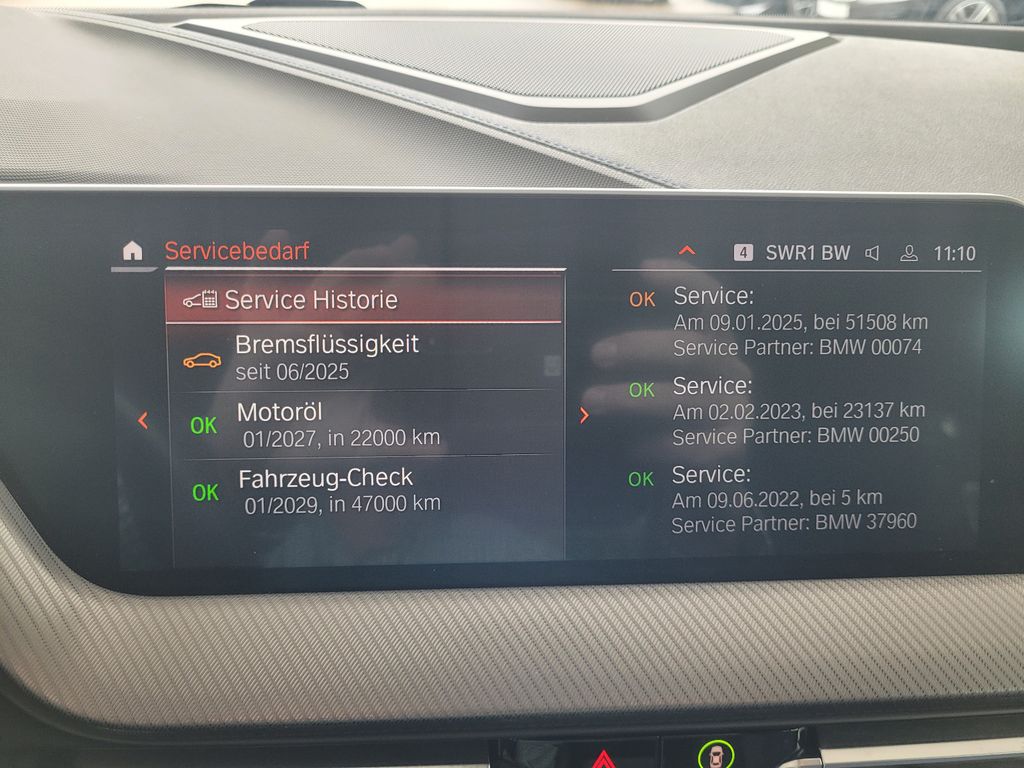 Servicebedarf
4 SWR1 BW 11:10
Service Historie
Bremsflüssigkeit
seit 06/2025
OK Motoröl
01/2027, in 22000 km
OK Fahrzeug-Check
01/2029, in 47000 km
OK Service:
Am 09.01.2025, bei 51508 km
Service Partner: BMW 00074
OK Service:
Am 02.02.2023, bei 23137 km
Service Partner: BMW 00250
OK Service:
Am 09.06.2022, bei 5 km
Service Partner: BMW 37960